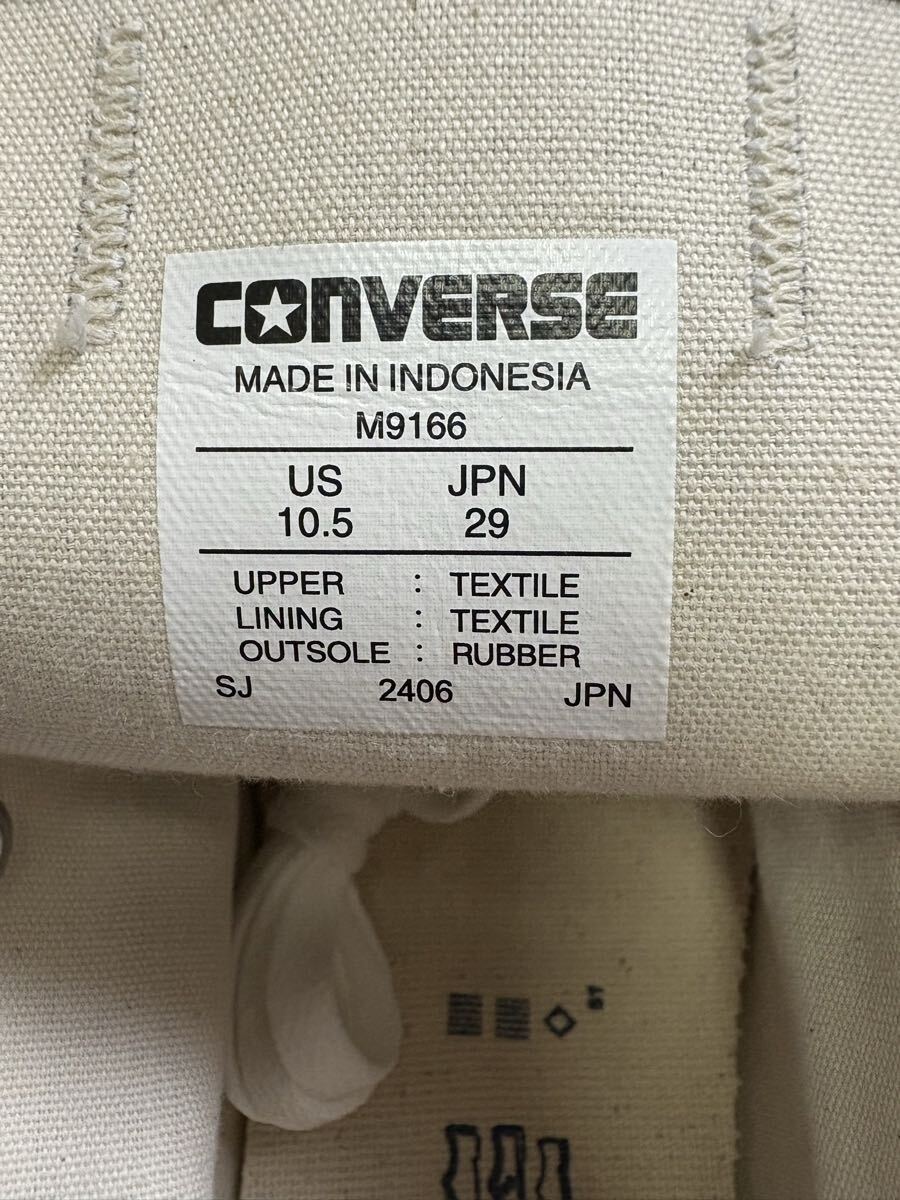 CONVERSE
MADE IN INDONESIA
M9166
US JPN
10.5 29
UPPER : TEXTILE
LINING : TEXTILE
OUTSOLE : RUBBER
SJ 2406 JPN